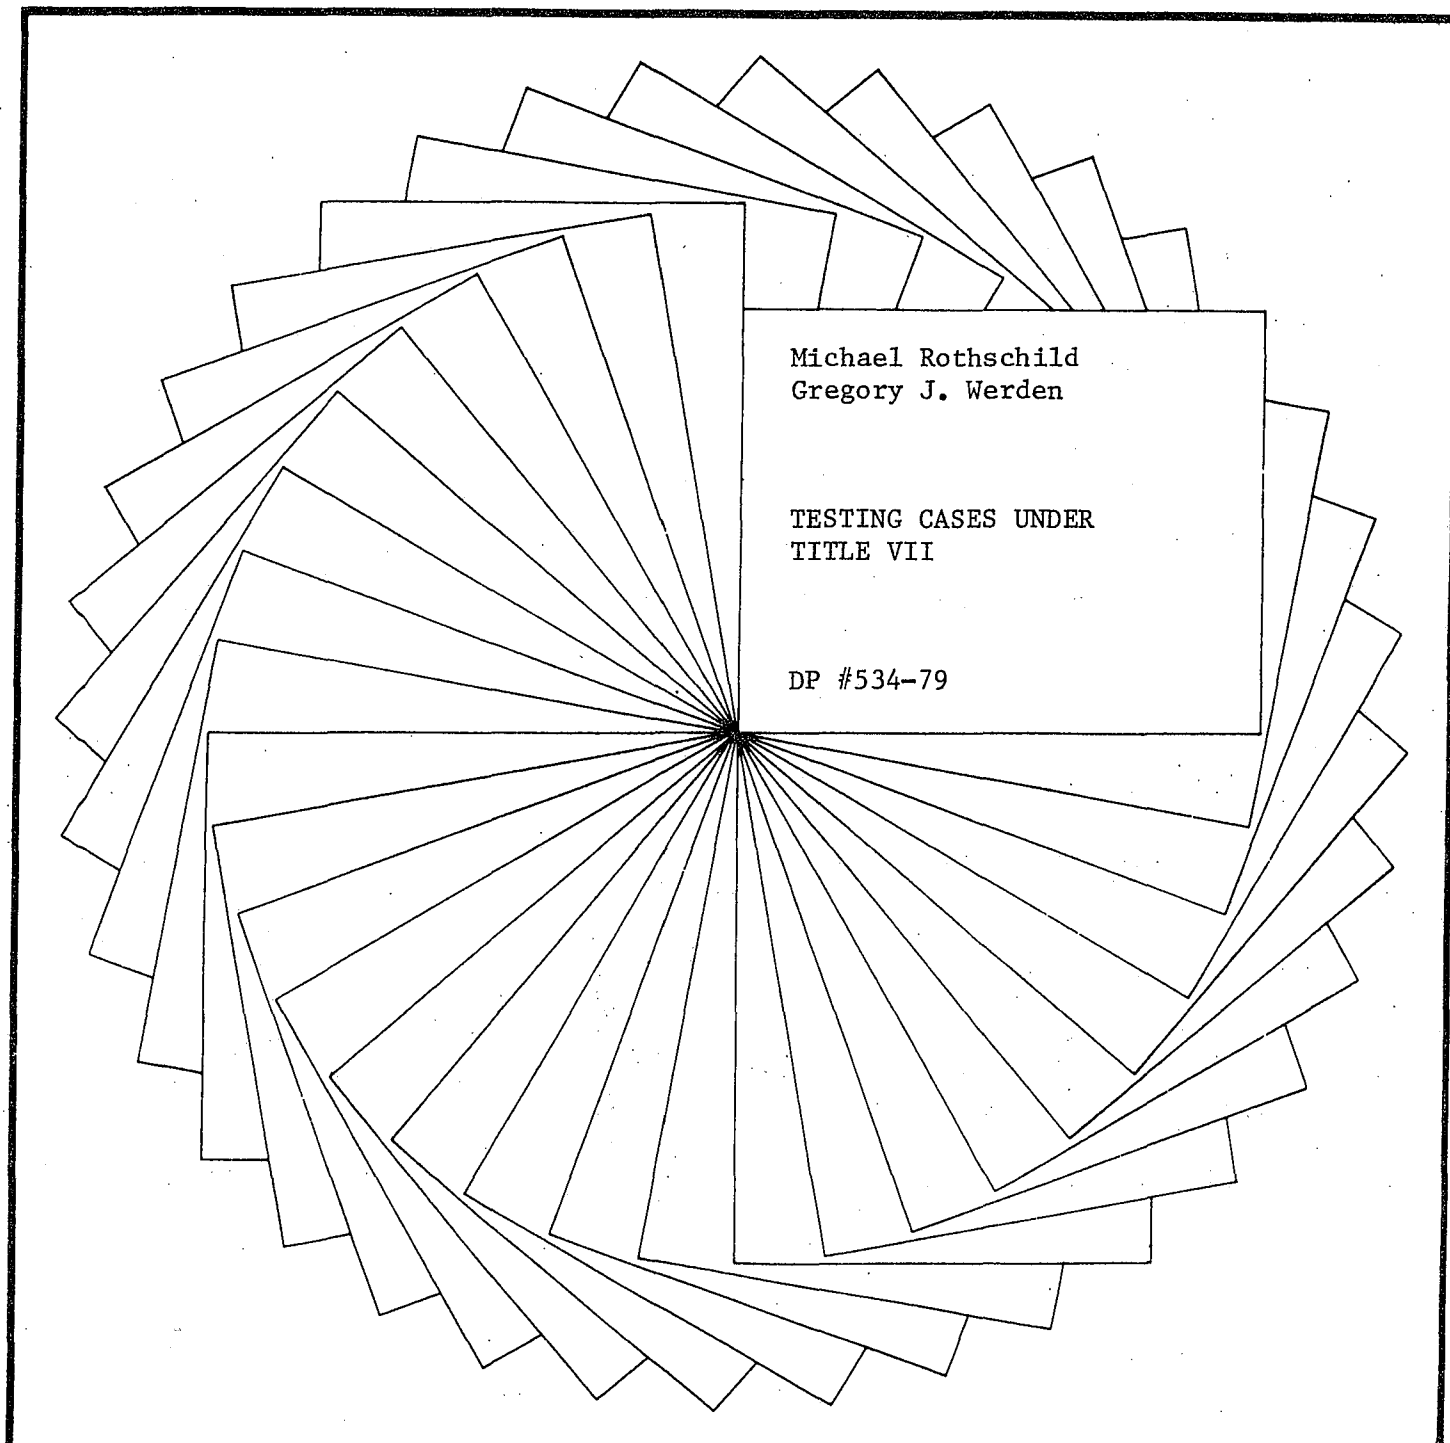 Michael Rothschild
Gregory J. Werden
TESTING CASES UNDER
TITLE VII
DP #534-79